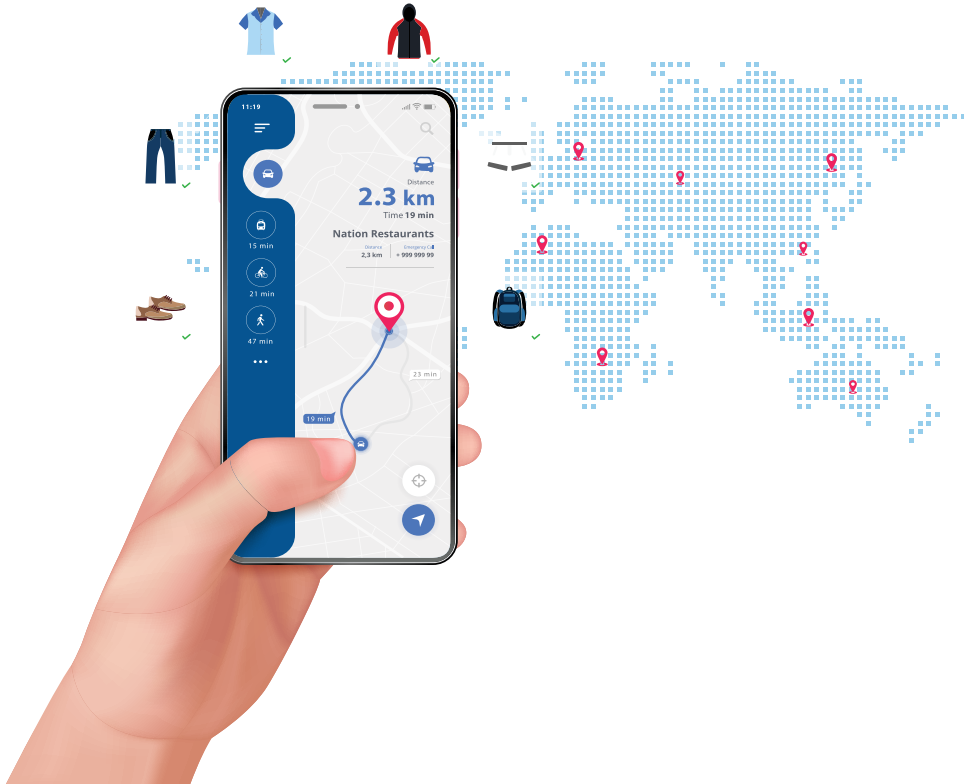 11:19
Distance
2.3 km
Time 19 min
Nation Restaurants
Distance
Emergency Call
2,3 km
+ 999 999 99
15 min
21 min
47 min
23 min
19 min